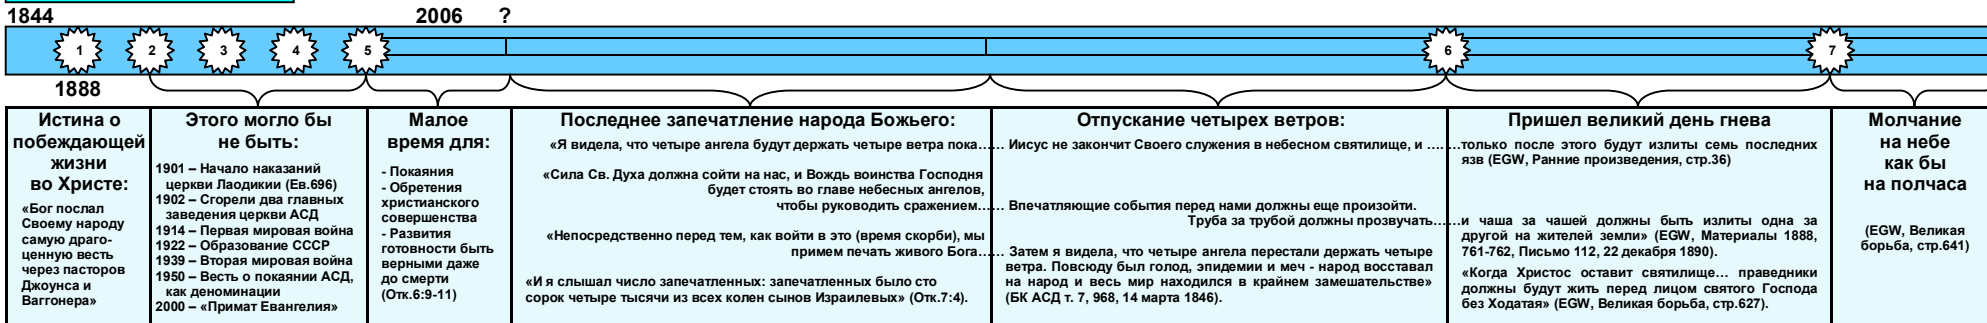 1844
2006 ?
1 2 3 4 5 6 7
1888
Истина о
побеждающей
жизни
во Христе:
«Бог послал
Своему народу
самую драго-
ценную весть
через пасторов
Джоунса и
Ваггонера»
Этого могло бы
не быть:
1901 – Начало наказаний
церкви Лаодикии (Ев.696)
1902 – Сгорели два главных
заведения церкви АСД
1914 – Первая мировая война
1922 – Образование СССР
1939 – Вторая мировая война
1950 – Весть о покаянии АСД,
как деноминации
2000 – «Примат Евангелия»
Малое
время для:
- Покаяния
- Обретения
христианского
совершенства
- Развития
готовности быть
верными даже
до смерти
(Отк.6:9-11)
Последнее запечатление народа Божьего:
«Я видела, что четыре ангела будут держать четыре ветра пока……
«Сила Св. Духа должна сойти на нас, и Вождь воинства Господня
будет стоять во главе небесных ангелов,
чтобы руководить сражением……
«Непосредственно перед тем, как войти в это (время скорби), мы
примем печать живого Бога……
«И я слышал число запечатленных: запечатленных было сто
сорок четыре тысячи из всех колен сынов Израилевых» (Отк.7:4).
Отпускание четырех ветров:
Иисус не закончит Своего служения в небесном святилище, и ……
Впечатляющие события перед нами должны еще произойти.
Труба за трубой должны прозвучать……
Затем я видела, что четыре ангела перестали держать четыре
ветра. Повсюду был голод, эпидемии и меч - народ восставал
на народ и весь мир находился в крайнем замешательстве»
(БК АСД т. 7, 968, 14 марта 1846).
Пришел великий день гнева
…только после этого будут излиты семь последних
язв (EGW, Ранние произведения, стр.36)
…и чаша за чашей должны быть излиты одна за
другой на жителей земли» (EGW, Материалы 1888,
761-762, Письмо 112, 22 декабря 1890).
«Когда Христос оставит святилище… праведники
должны будут жить перед лицом святого Господа
без Ходатая» (EGW, Великая борьба, стр.627).
Молчание
на небе
как бы
на полчаса
(EGW, Великая
борьба, стр.641)